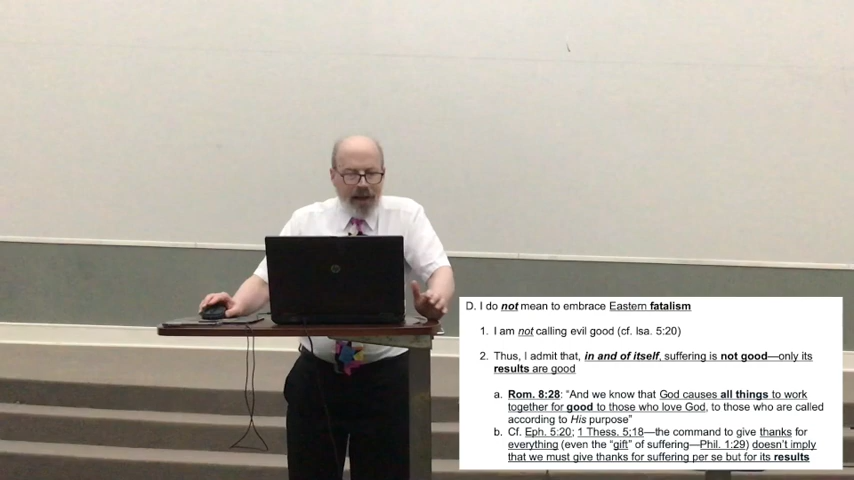 D. I do not mean to embrace Eastern fatalism
1. I am not calling evil good (cf. Isa. 5:20)
2. Thus, I admit that, in and of itself, suffering is not good—only its
results are good
a. Rom. 8:28: “And we know that God causes all things to work
together for good to those who love God, to those who are called
according to His purpose”
b. Cf. Eph. 5:20; 1 Thess. 5:18—the command to give thanks for
everything (even the “gift” of suffering—Phil. 1:29) doesn’t imply
that we must give thanks for suffering per se but for its results